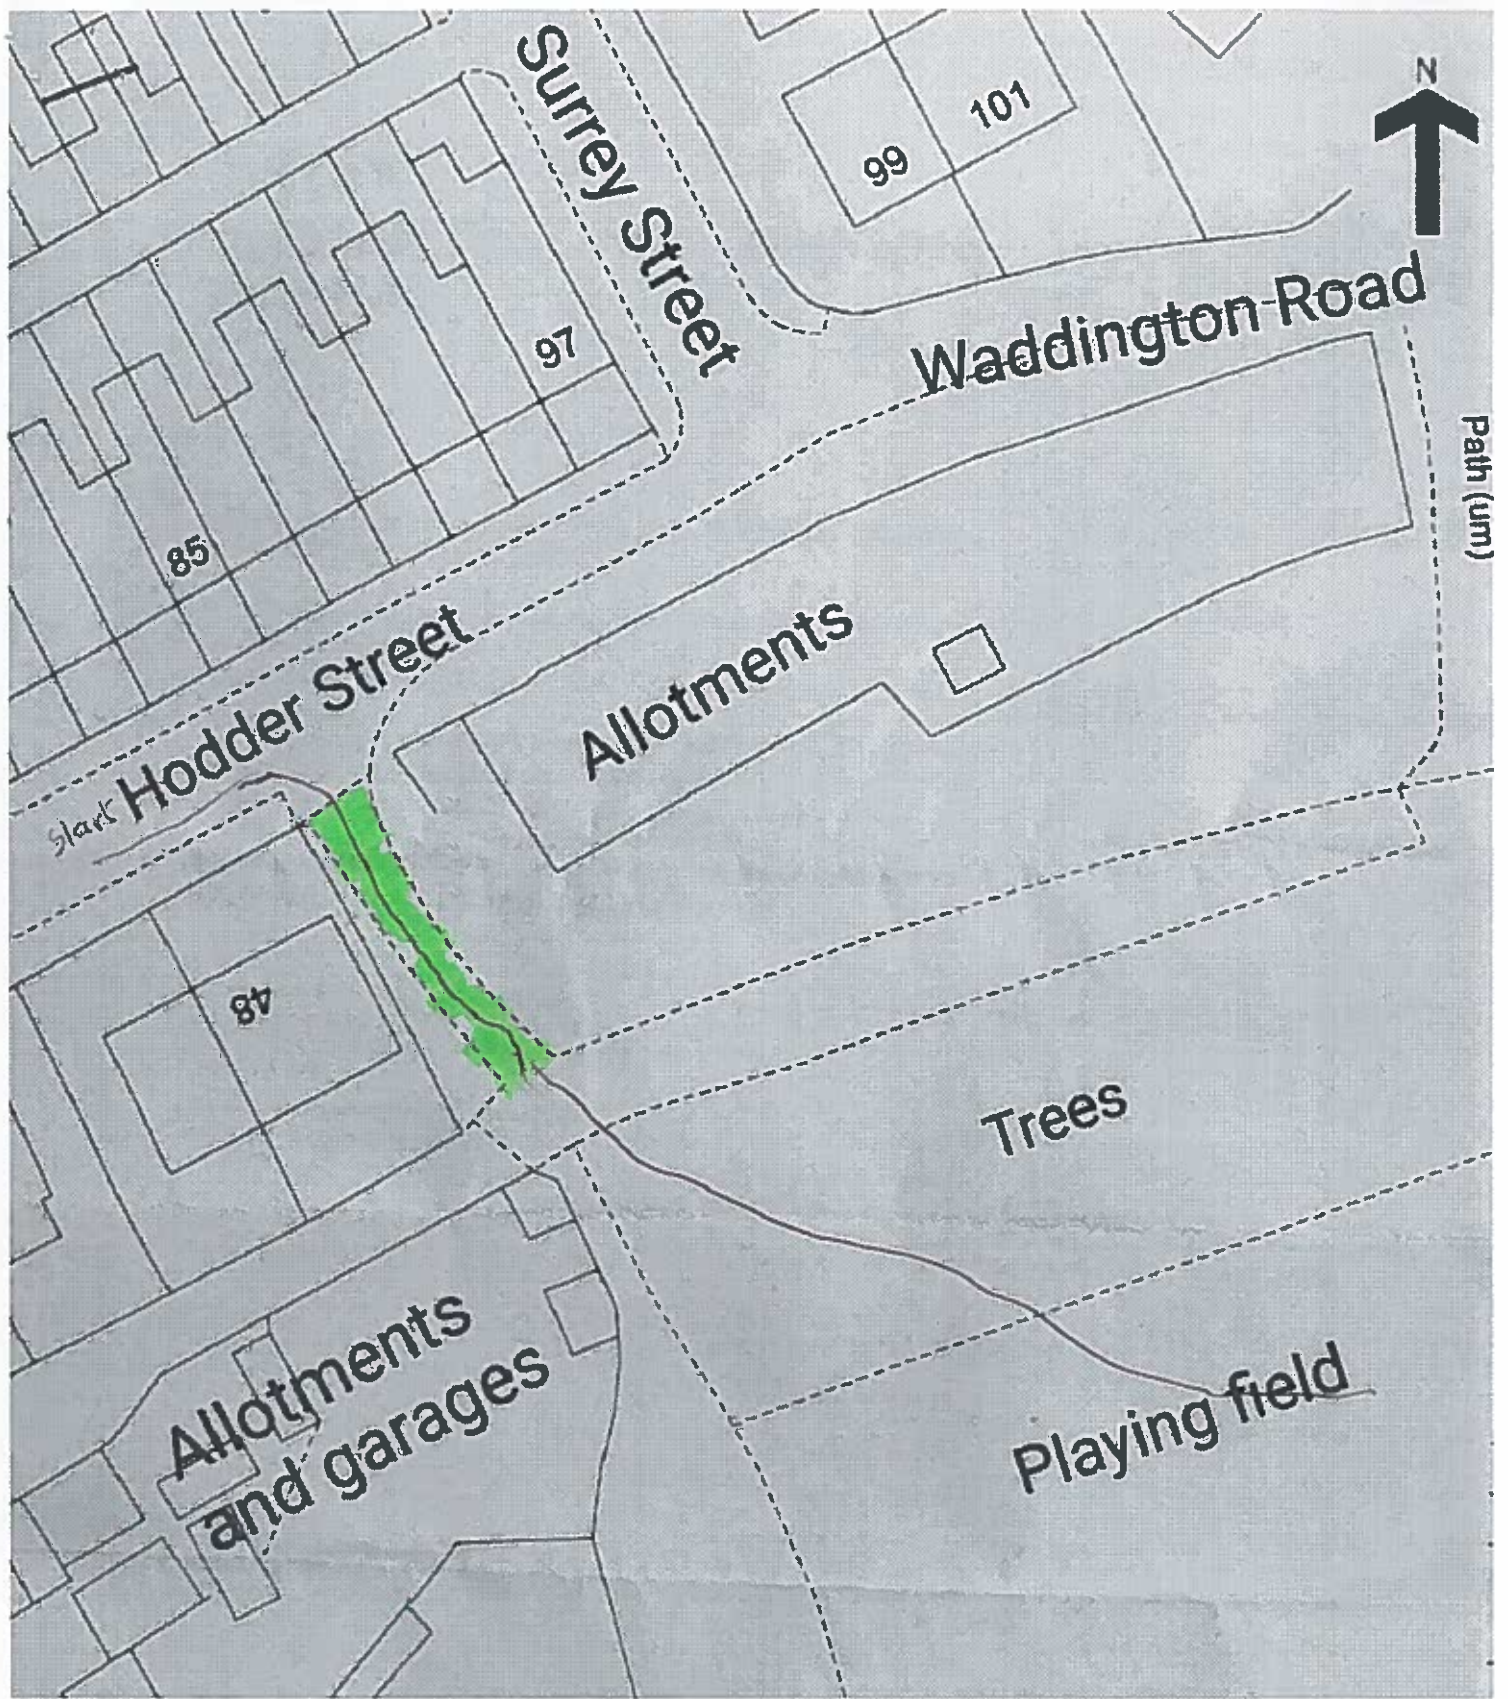 Surrey Street
101
99
N
Waddington Road
97
Path (um)
85
Hodder Street
Allotments
start
48
Trees
Allotments
and garages
Playing field